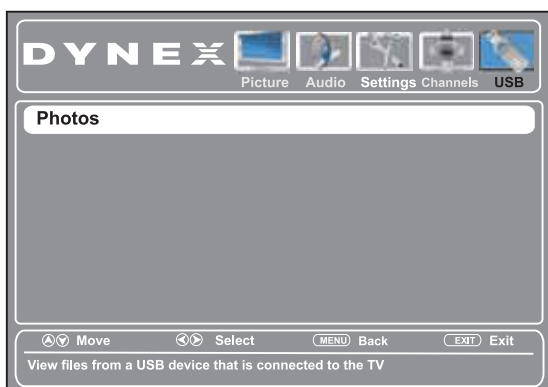 DYNEX
Picture Audio Settings Channels USB
Photos
Move Select MENU Back EXIT Exit
View files from a USB device that is connected to the TV